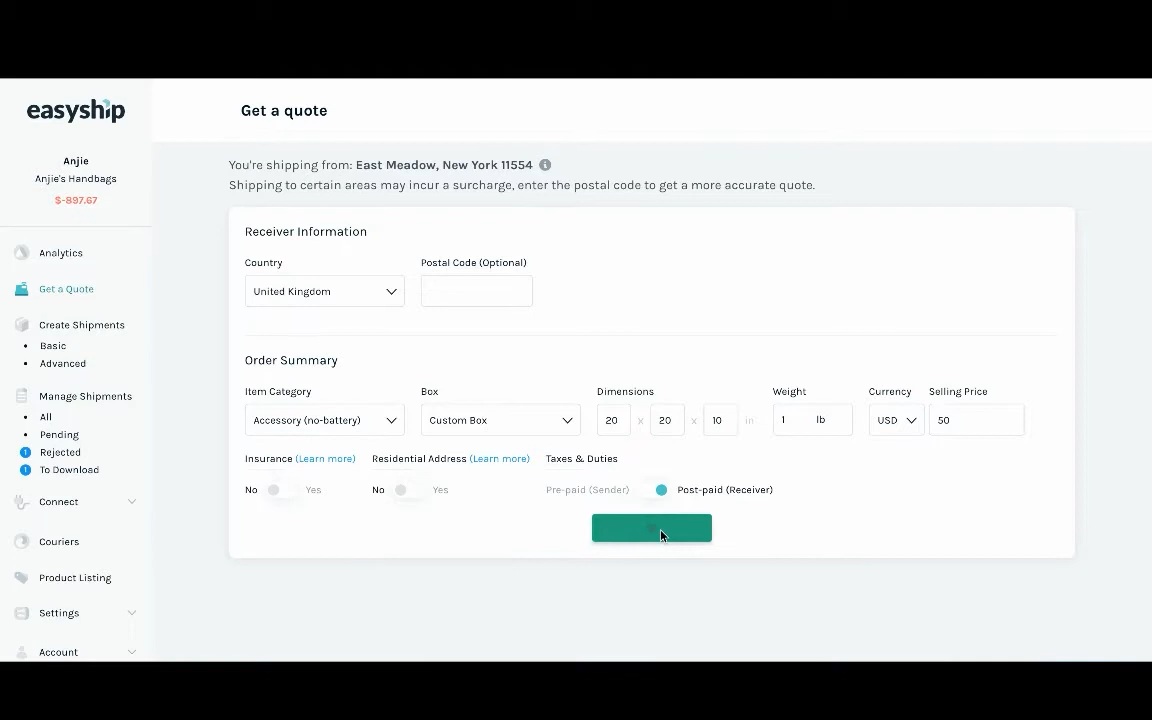 easyship
Get a quote
Anjie
Anjie's Handbags
$-897.67
You're shipping from: East Meadow, New York 11554
Shipping to certain areas may incur a surcharge, enter the postal code to get a more accurate quote.
Analytics
Get a Quote
Create Shipments
Basic
Advanced
Manage Shipments
All
Pending
1 Rejected
1 To Download
Connect
Couriers
Product Listing
Settings
Account
Receiver Information
Country Postal Code (Optional)
United Kingdom
Order Summary
Item Category Box Dimensions Weight Currency Selling Price
Accessory (no-battery) Custom Box 20 x 20 x 10 in 1 lb USD 50
Insurance (Learn more) Residential Address (Learn more) Taxes & Duties
No Yes No Yes Pre-paid (Sender) Post-paid (Receiver)